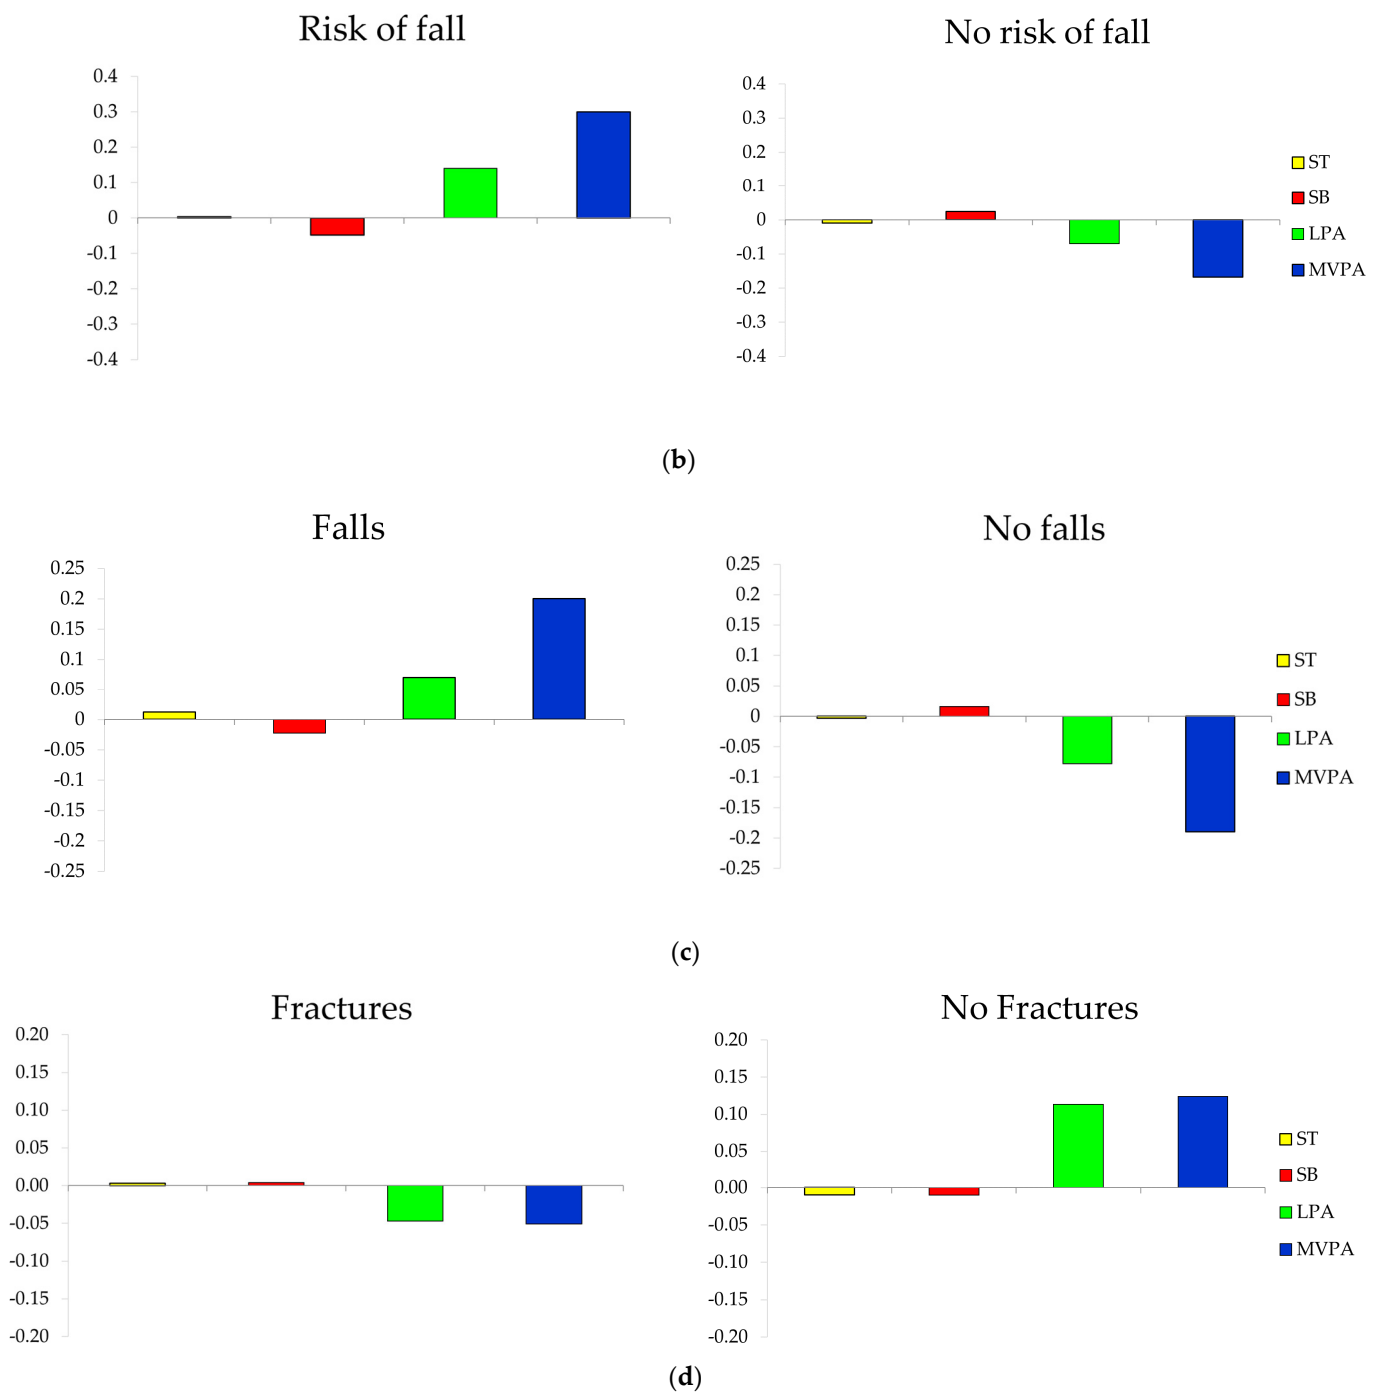 Risk of fall
0.4
0.3
0.2
0.1
0
-0.1
-0.2
-0.3
-0.4
No risk of fall
0.4
0.3
0.2
0.1
0
-0.1
-0.2
-0.3
-0.4
ST
SB
LPA
MVPA
(b)
Falls
0.25
0.2
0.15
0.1
0.05
0
-0.05
-0.1
-0.15
-0.2
-0.25
No falls
0.25
0.2
0.15
0.1
0.05
0
-0.05
-0.1
-0.15
-0.2
-0.25
ST
SB
LPA
MVPA
(c)
Fractures
0.20
0.15
0.10
0.05
0.00
-0.05
-0.10
-0.15
-0.20
No Fractures
0.20
0.15
0.10
0.05
0.00
-0.05
-0.10
-0.15
-0.20
ST
SB
LPA
MVPA
(d)